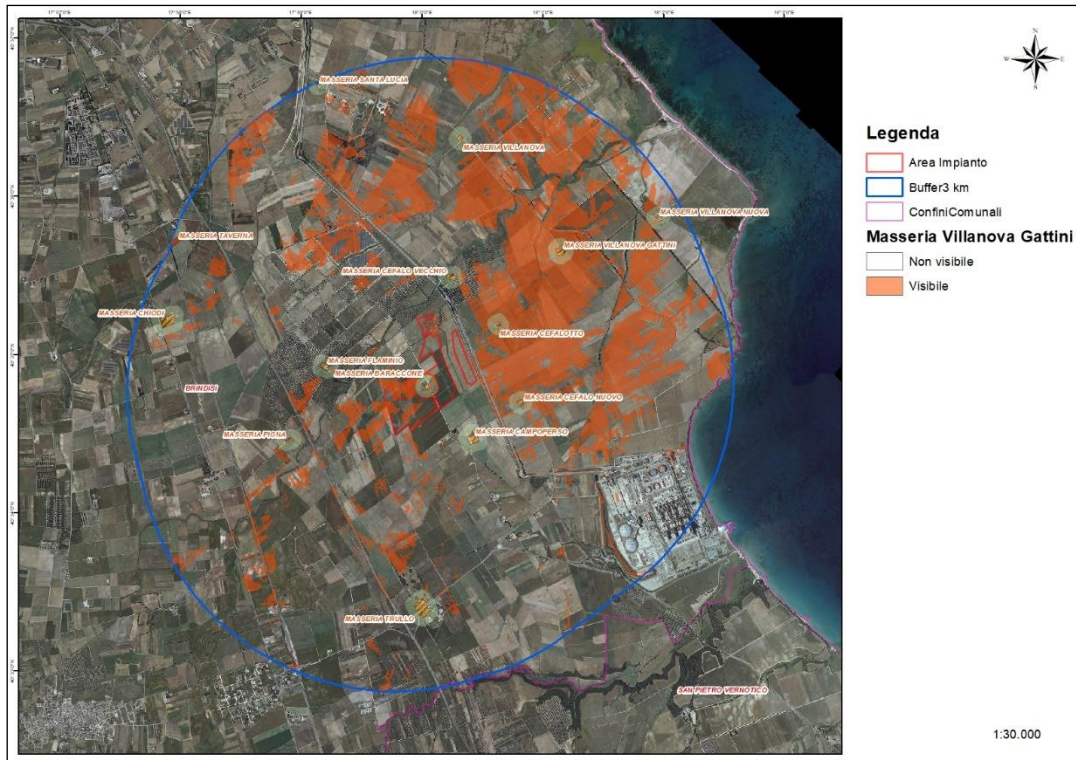 N
W
E
S
MASSERIA SANTA LUCIA
MASSERIA VILLANOVA
MASSERIA VILLANOVA NUOVA
MASSERIA TAVERNA
MASSERIA VILLANOVA GATTINI
MASSERIA CEFALO VECCHIO
MASSERIA CHIODI
MASSERIA CEFALOTTO
MASSERIA FLAMINIO
MASSERIA BARACCONE
BRINDISI
MASSERIA CEFALO NUOVO
MASSERIA PIGNA
MASSERIA CAMPOPERSO
MASSERIA TRULLO
SAN PIETRO VERNOTICO
Legenda
Area Impianto
Buffer3 km
ConfiniComunali
Masseria Villanova Gattini
Non visibile
Visibile
1:30.000